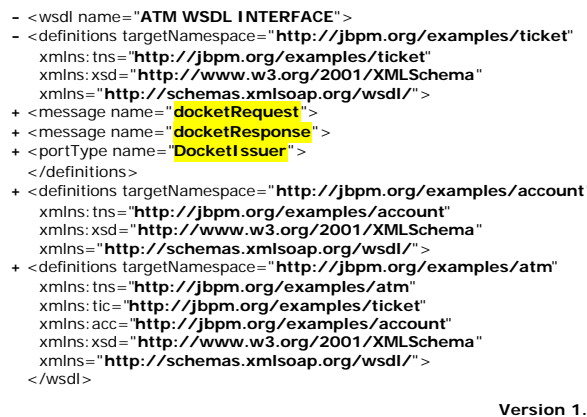 - <wsdl name="ATM WSDL INTERFACE">
- <definitions targetNamespace="http://jbpm.org/examples/ticket"
xmlns:tns="http://jbpm.org/examples/ticket"
xmlns:xsd="http://www.w3.org/2001/XMLSchema"
xmlns="http://schemas.xmlsoap.org/wsdl/">
+ <message name="docketRequest">
+ <message name="docketResponse">
+ <portType name="DocketIssuer">
</definitions>
+ <definitions targetNamespace="http://jbpm.org/examples/account"
xmlns:tns="http://jbpm.org/examples/account"
xmlns:xsd="http://www.w3.org/2001/XMLSchema"
xmlns="http://schemas.xmlsoap.org/wsdl/">
+ <definitions targetNamespace="http://jbpm.org/examples/atm"
xmlns:tns="http://jbpm.org/examples/atm"
xmlns:tic="http://jbpm.org/examples/ticket"
xmlns:acc="http://jbpm.org/examples/account"
xmlns:xsd="http://www.w3.org/2001/XMLSchema"
xmlns="http://schemas.xmlsoap.org/wsdl/">
</wsdl>
Version 1.